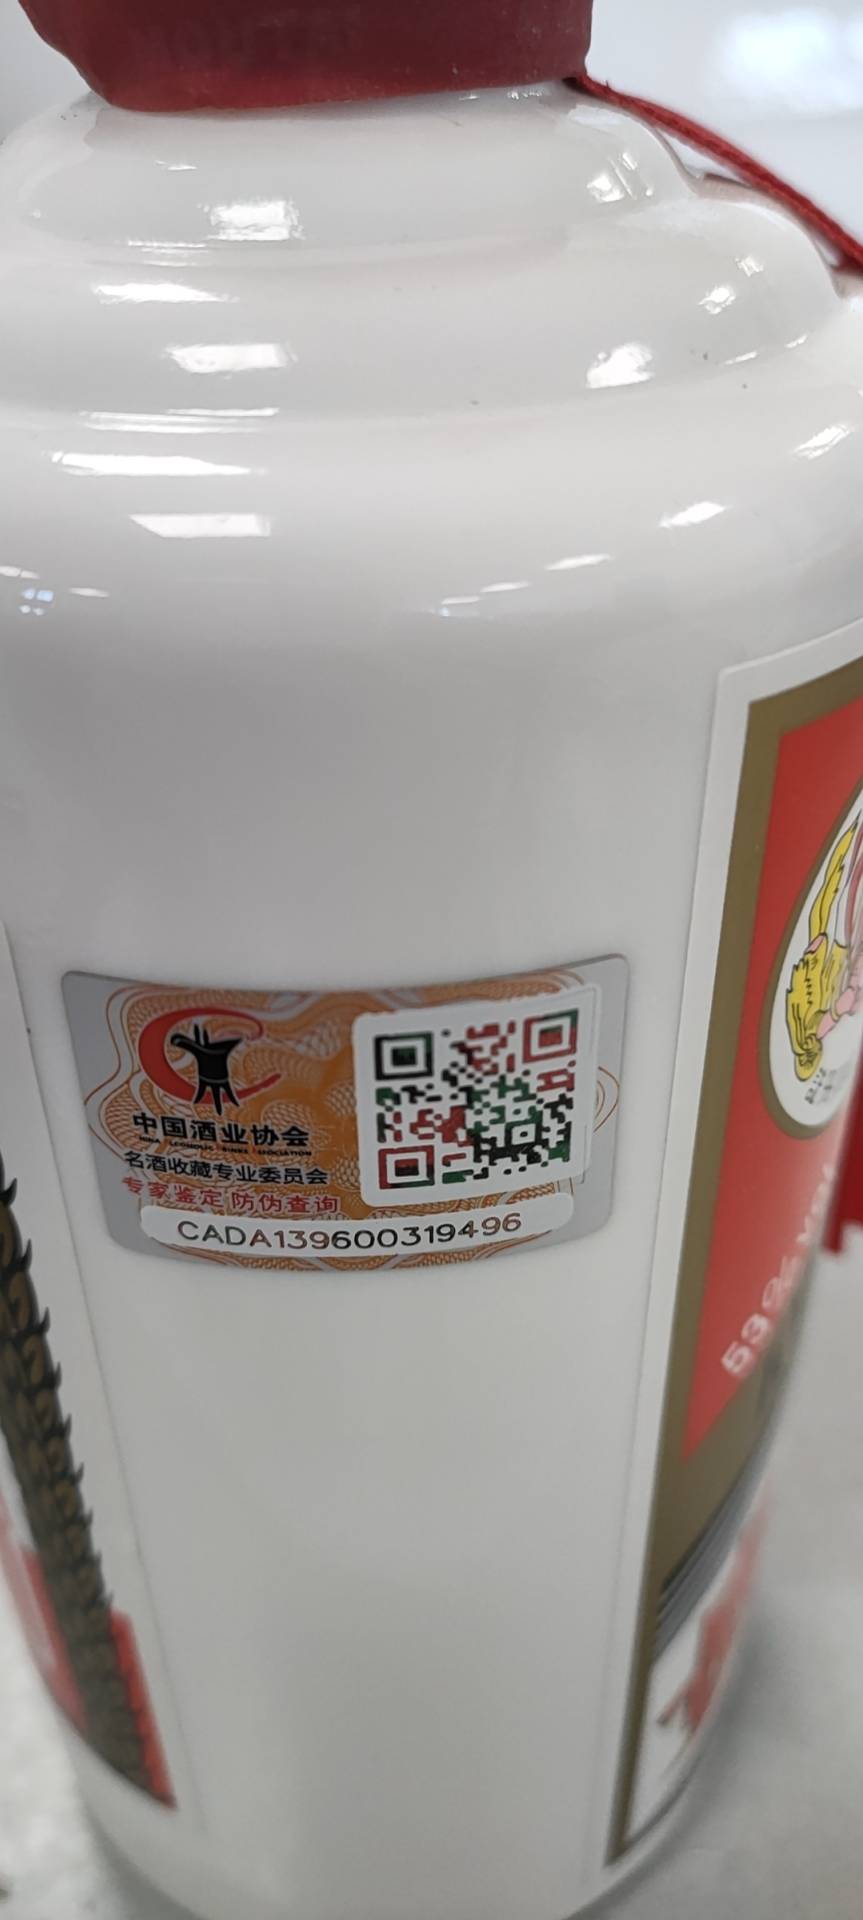 中国酒业协会
名酒收藏专业委员会
专家鉴定 防伪查询
CADA139600319496
53%